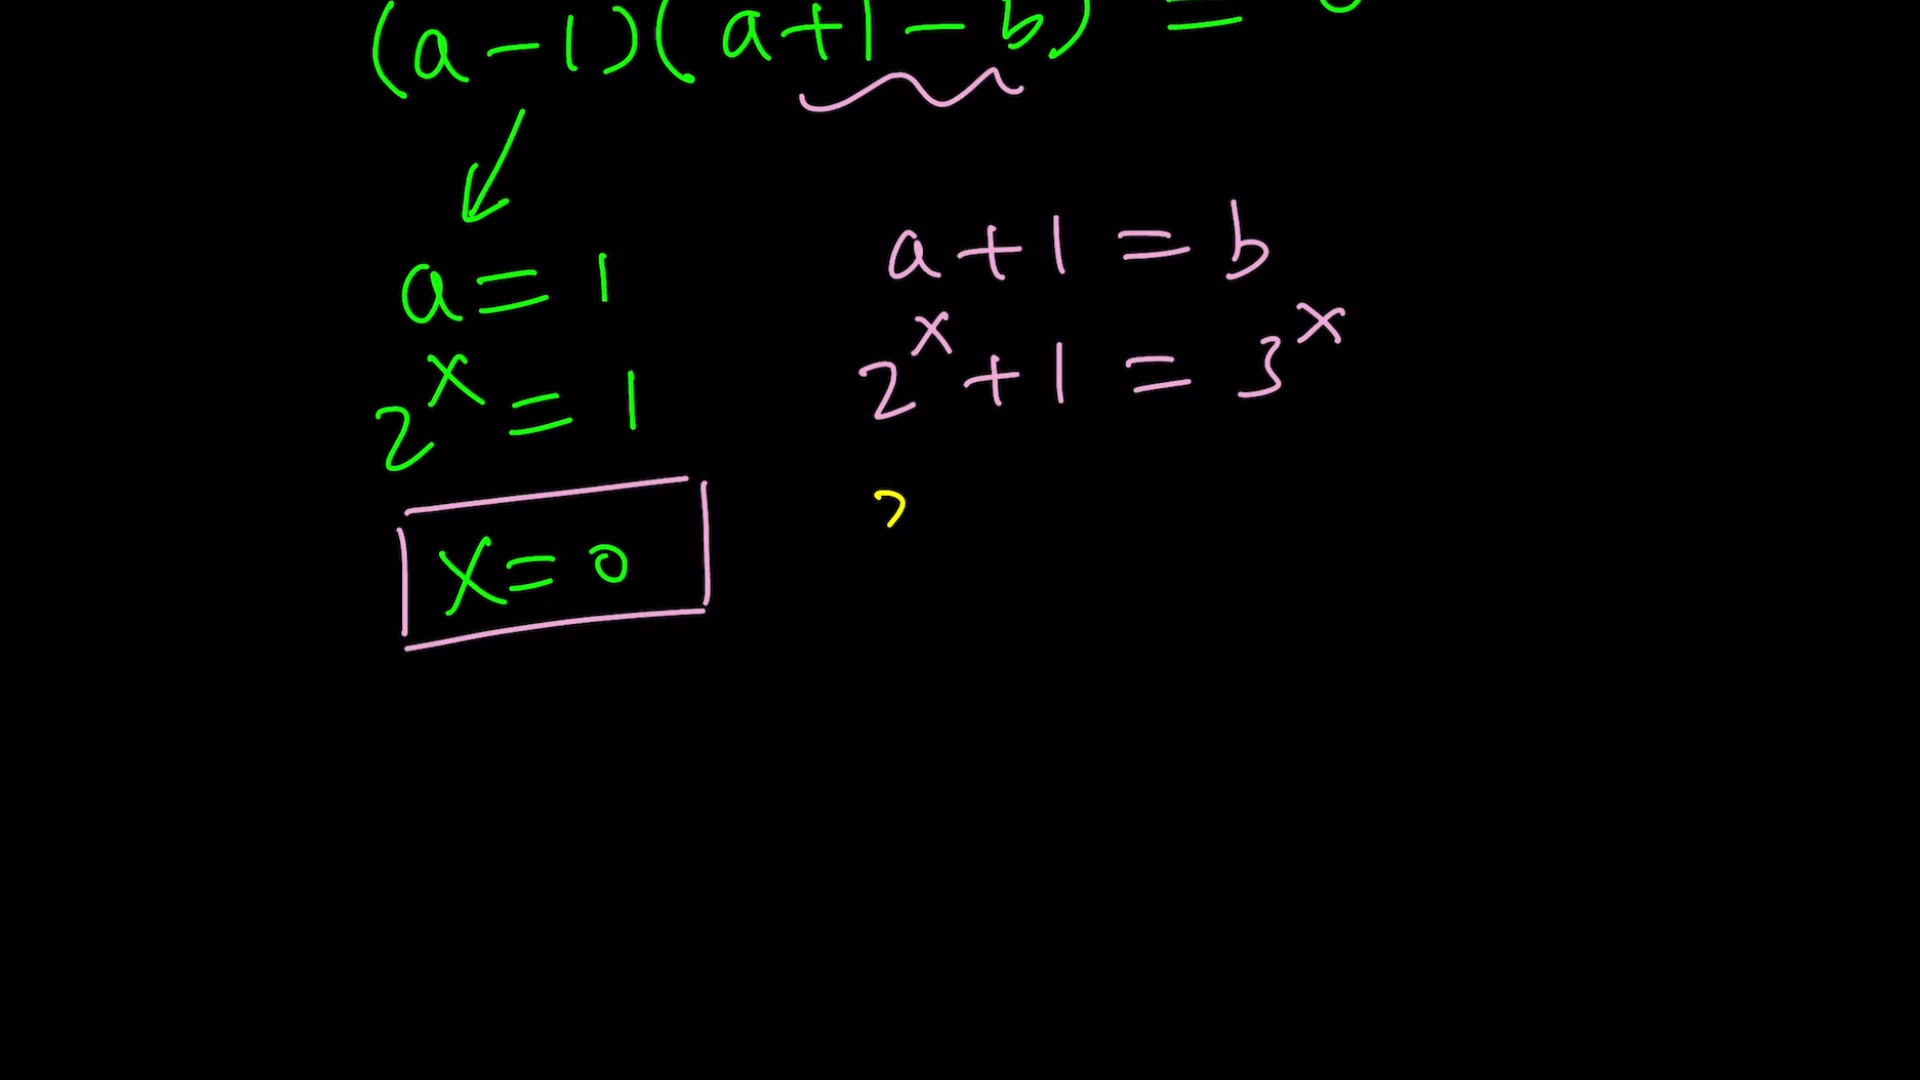 (a-1)(a+1-b) = 0
a = 1
2^x = 1
x = 0
a+1 = b
2^x + 1 = 3^x